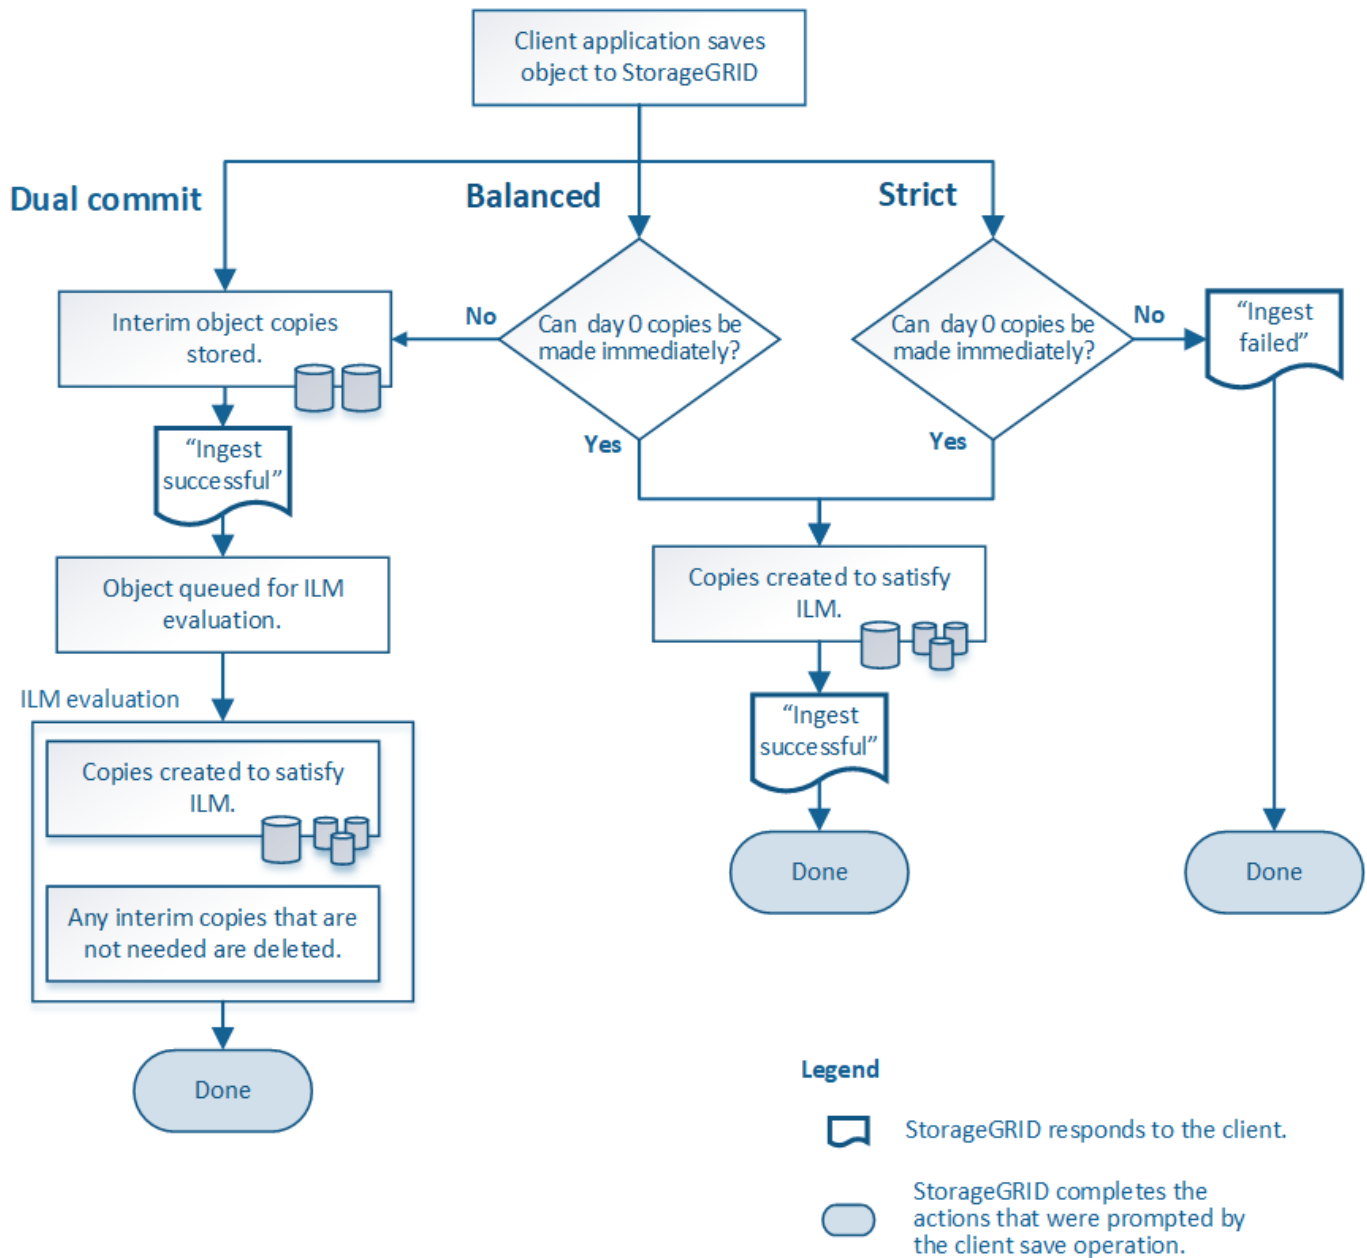 Client application saves
object to StorageGRID
Dual commit
Balanced
Strict
Interim object copies
stored.
No
Can day 0 copies be
made immediately?
Can day 0 copies be
made immediately?
No
“Ingest
failed”
Yes
Yes
“Ingest
successful”
Object queued for ILM
evaluation.
Copies created to satisfy
ILM.
ILM evaluation
“Ingest
successful”
Copies created to satisfy
ILM.
Any interim copies that are
not needed are deleted.
Done
Done
Done
Legend
StorageGRID responds to the client.
StorageGRID completes the
actions that were prompted by
the client save operation.